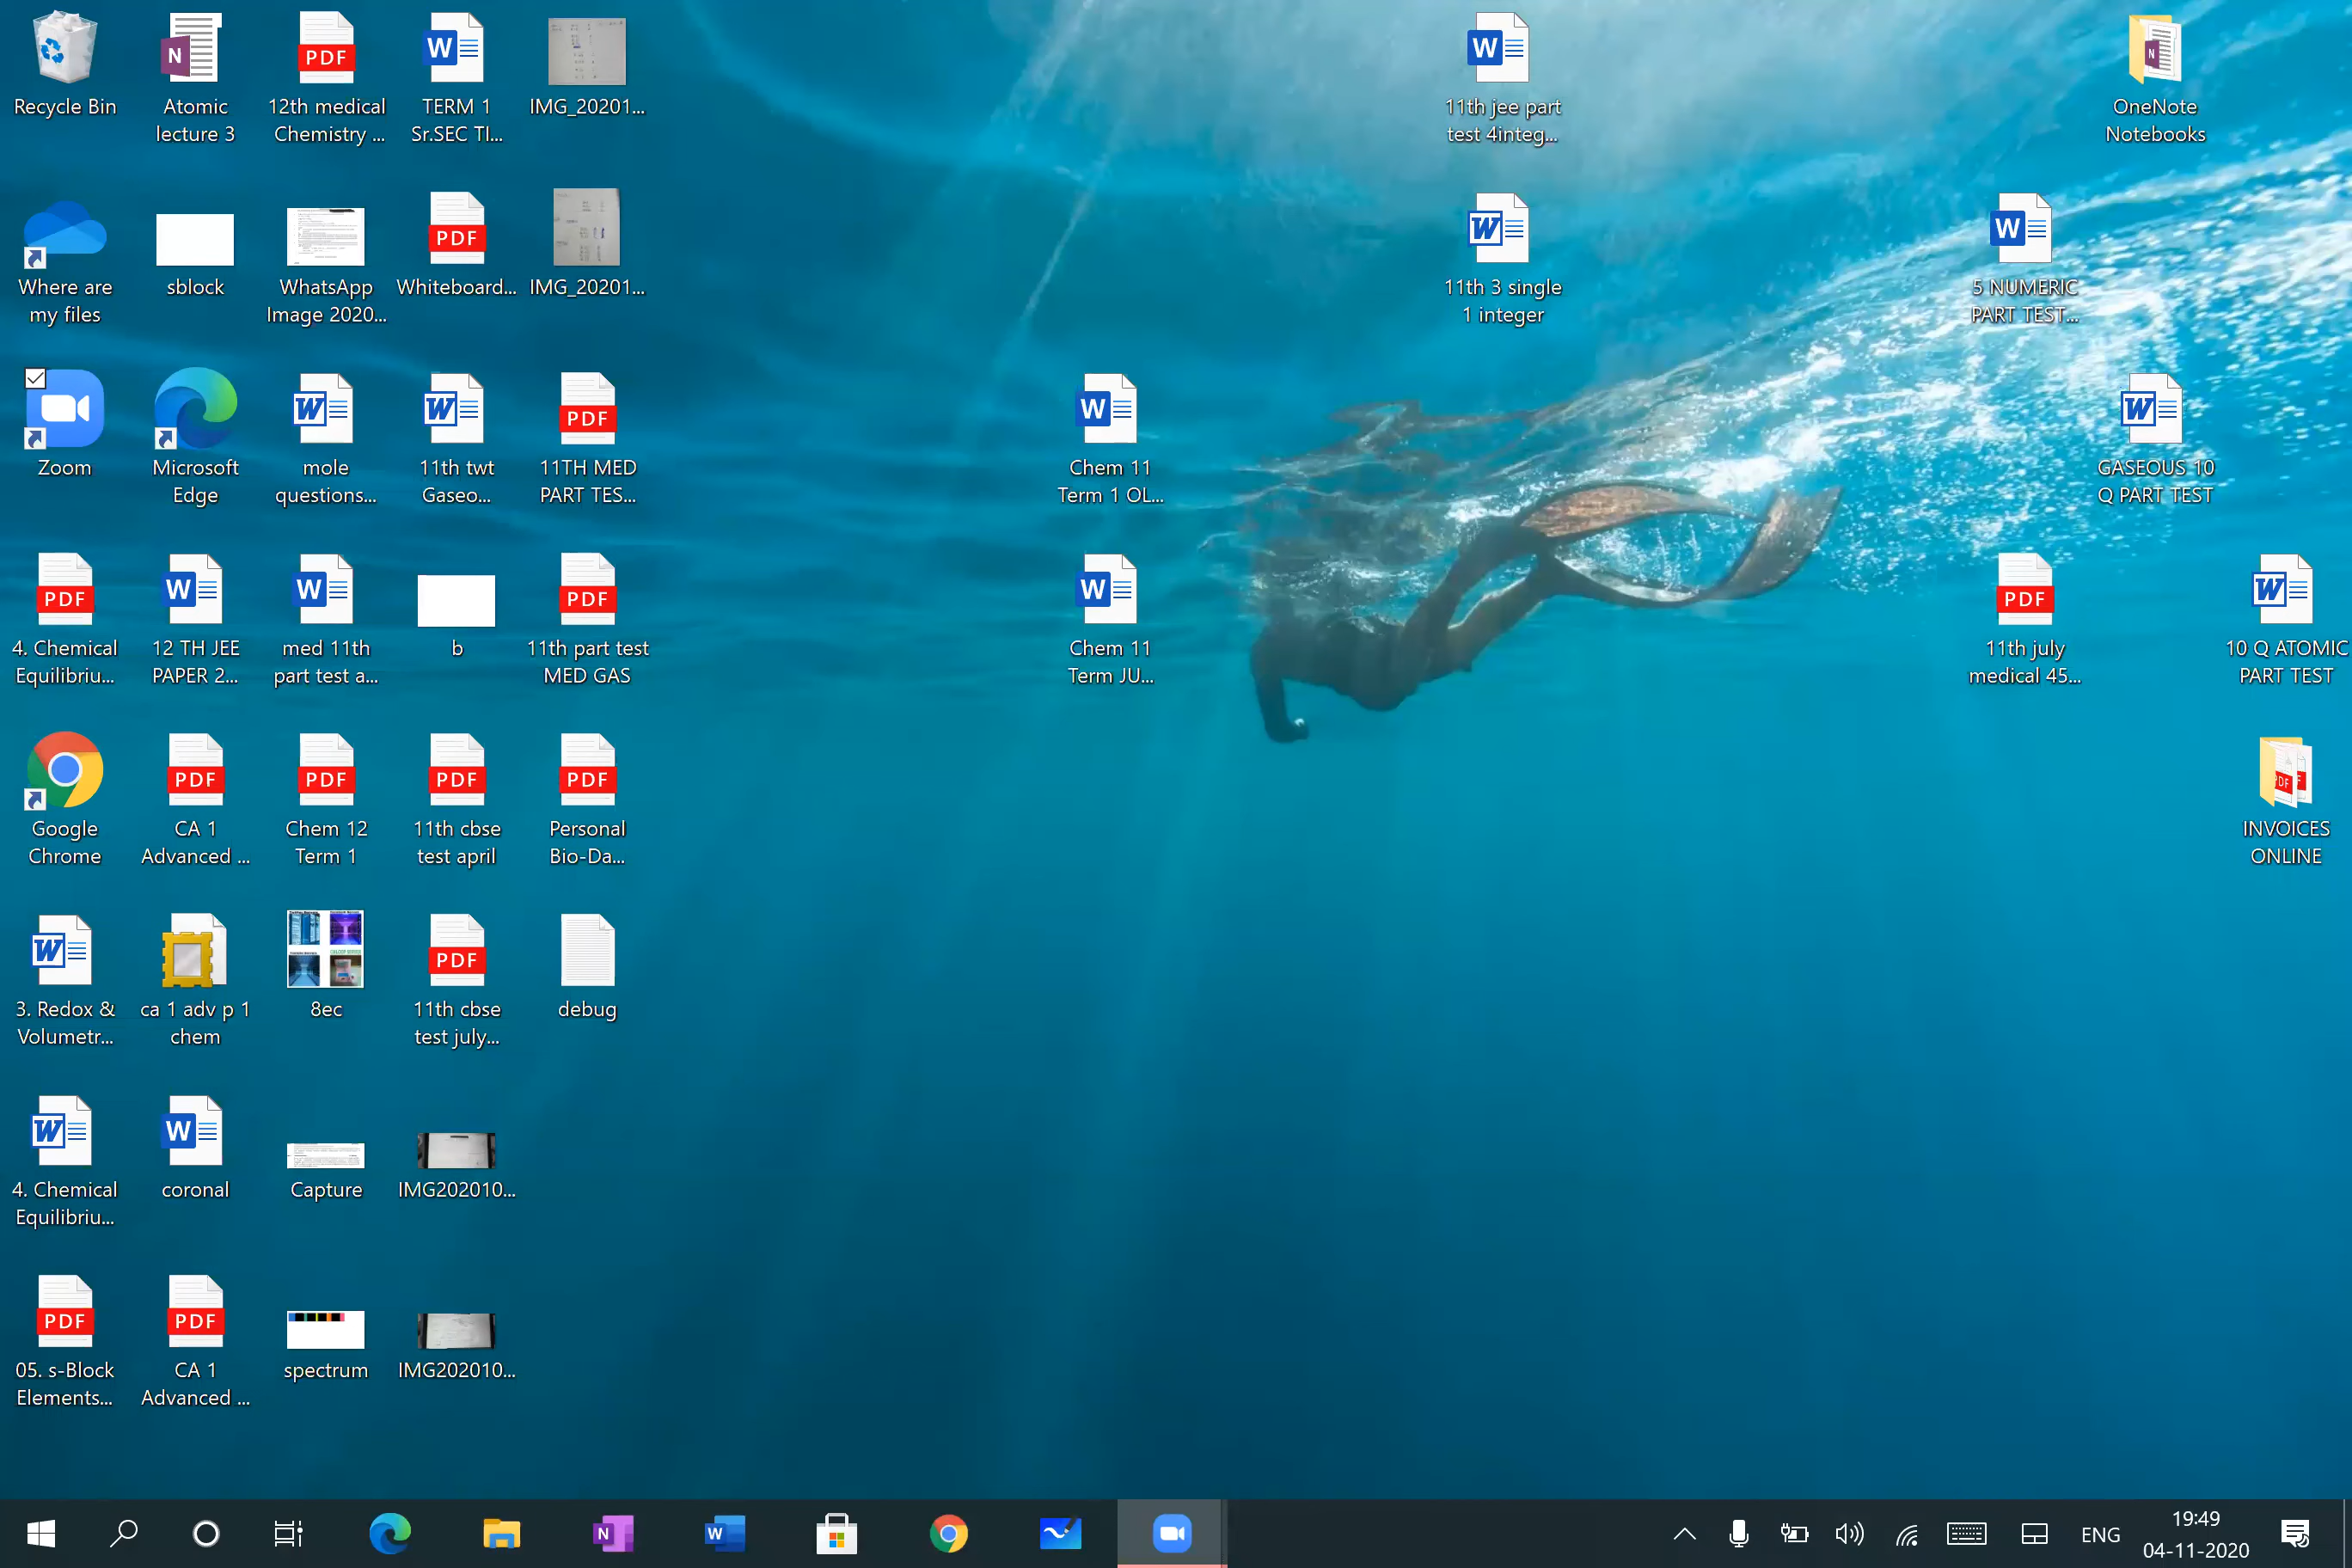 Recycle Bin
Atomic
lecture 3
12th medical
Chemistry ...
TERM 1
Sr.SEC TI...
IMG_20201...
11th jee part
test 4integ...
OneNote
Notebooks
Where are
my files
sblock
WhatsApp
Image 2020...
Whiteboard...
IMG_20201...
11th 3 single
1 integer
5 NUMERIC
PART TEST...
Zoom
Microsoft
Edge
mole
questions...
11th twt
Gaseo...
11TH MED
PART TES...
Chem 11
Term 1 OL...
GASEOUS 10
Q PART TEST
4. Chemical
Equilibriu...
12 TH JEE
PAPER 2...
med 11th
part test a...
b
11th part test
MED GAS
Chem 11
Term JU...
11th july
medical 45...
10 Q ATOMIC
PART TEST
Google
Chrome
CA 1
Advanced ...
Chem 12
Term 1
11th cbse
test april
Personal
Bio-Da...
INVOICES
ONLINE
3. Redox &
Volumetr...
ca 1 adv p 1
chem
8ec
11th cbse
test july...
debug
4. Chemical
Equilibriu...
coronal
Capture
IMG202010...
05. s-Block
Elements...
CA 1
Advanced ...
spectrum
IMG202010...
ENG
19:49
04-11-2020